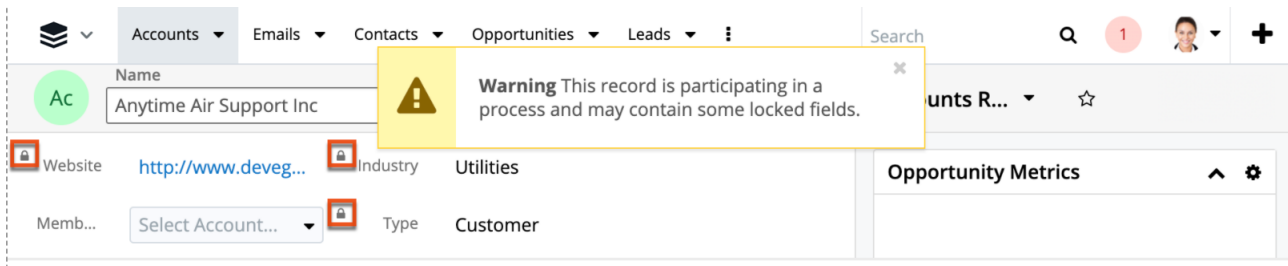 Accounts Emails Contacts Opportunities Leads Search 1
Ac
Name
Anytime Air Support Inc
Warning This record is participating in a
process and may contain some locked fields.
unts R...
Website http://www.deveg... Industry Utilities
Memb... Select Account... Type Customer
Opportunity Metrics